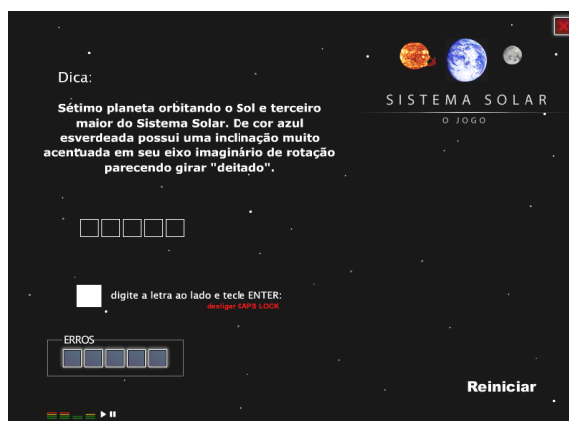 Dica:
Sétimo planeta orbitando o Sol e terceiro
maior do Sistema Solar. De cor azul
esverdeada possui uma inclinação muito
acentuada em seu eixo imaginário de rotação
parecendo girar "deitado".
SISTEMA SOLAR
O JOGO
digite a letra ao lado e tecle ENTER:
desligar CAPS LOCK
ERROS
Reiniciar